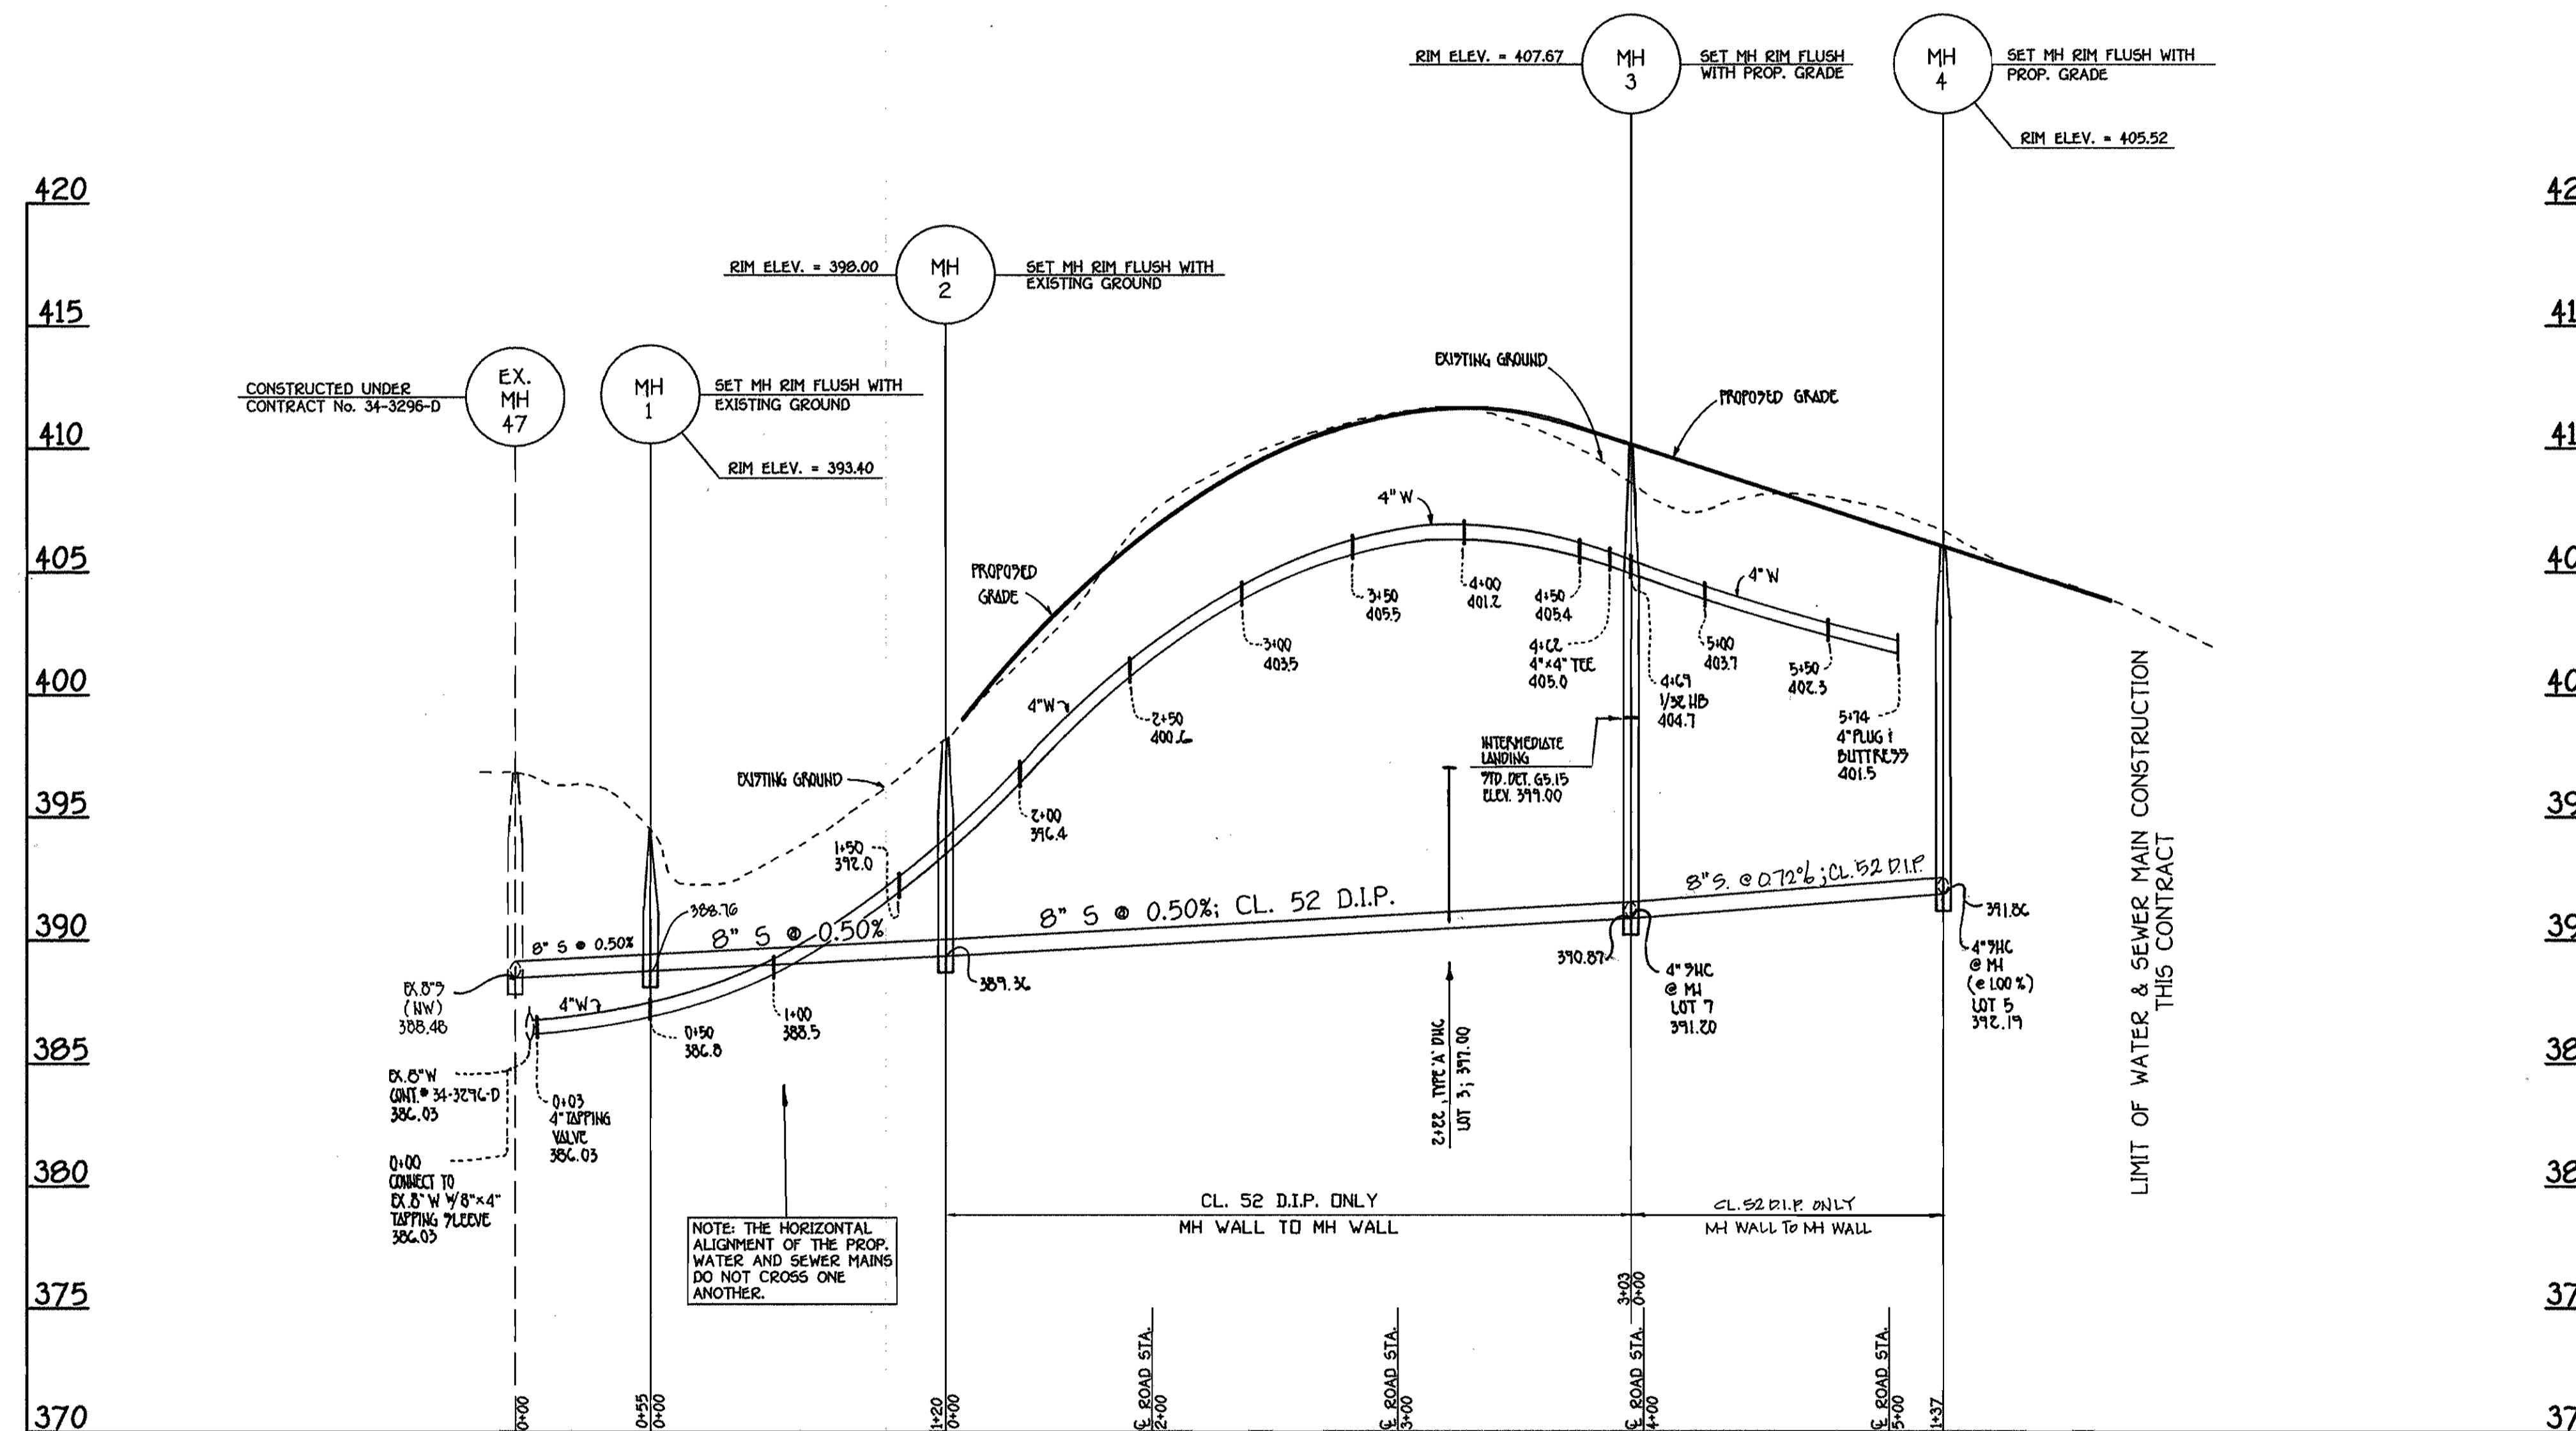 RIM ELEV. = 407.67
MH
3
SET MH RIM FLUSH
WITH PROP. GRADE
MH
4
SET MH RIM FLUSH WITH
PROP. GRADE
RIM ELEV. = 405.52
420
415
410
405
400
395
390
385
380
375
370
RIM ELEV. = 398.00
MH
2
SET MH RIM FLUSH WITH
EXISTING GROUND
CONSTRUCTED UNDER
CONTRACT No. 34-3296-D
EX.
MH
47
MH
1
SET MH RIM FLUSH WITH
EXISTING GROUND
RIM ELEV. = 393.40
EXISTING GROUND
PROPOSED GRADE
PROPOSED
GRADE
EXISTING GROUND
4" W
4"W
4"W
4"W
3+50
405.5
4+00
4+50
405.4
3+00
403.5
4+62
4"x4" TEE
405.0
4+69
1/32 HB
404.7
5+00
403.7
5+50
402.3
5+74
4" PLUG &
BUTTRESS
401.5
2+50
400.6
2+00
396.4
1+50
392.0
INTERMEDIATE
LANDING
STD. DET. G5.15
ELEV. 399.00
388.76
8" S @ 0.50%
8" S @ 0.50%
8" S @ 0.50%; CL. 52 D.I.P.
8" S. @ 0.72%; CL. 52 D.I.P.
EX. 8"S
(NW)
388.48
0+50
386.8
1+00
388.5
389.36
390.87
4" SHC
@ MH
LOT 7
391.20
391.86
4" SHC
@ MH
(@ 1.00%)
LOT 5
392.19
EX. 8" W
CONT.# 34-3296-D
386.03
0+03
4" TAPPING
VALVE
386.03
0+00
CONNECT TO
EX. 8" W W/8"x4"
TAPPING SLEEVE
386.03
NOTE: THE HORIZONTAL
ALIGNMENT OF THE PROP.
WATER AND SEWER MAINS
DO NOT CROSS ONE
ANOTHER.
2+22, TYPE 'A' DHC
LOT 3; 397.00
CL. 52 D.I.P. ONLY
MH WALL TO MH WALL
CL. 52 D.I.P. ONLY
MH WALL TO MH WALL
LIMIT OF WATER & SEWER MAIN CONSTRUCTION
THIS CONTRACT
0+00
0+55
0+00
1+20
0+00
℄ ROAD STA.
2+00
℄ ROAD STA.
3+00
3+03
0+00
℄ ROAD STA.
4+00
℄ ROAD STA.
5+00
1+37
42
41
41
40
40
39
39
38
38
37
37